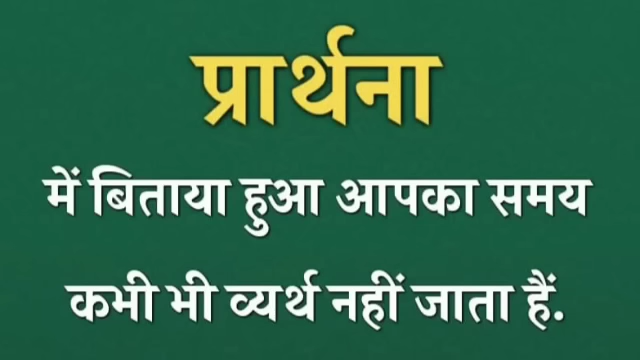 प्रार्थना
में बिताया हुआ आपका समय
कभी भी व्यर्थ नहीं जाता हैं.